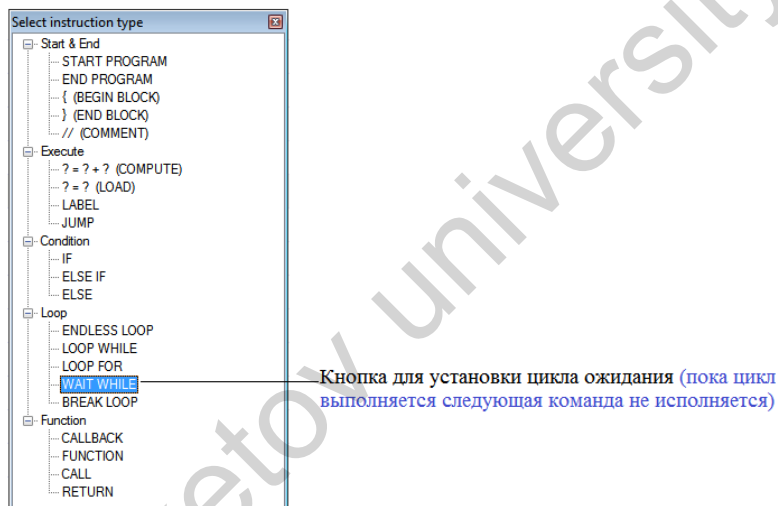 Select instruction type
Start & End
START PROGRAM
END PROGRAM
{ (BEGIN BLOCK)
} (END BLOCK)
// (COMMENT)
Execute
? = ? + ? (COMPUTE)
? = ? (LOAD)
LABEL
JUMP
Condition
IF
ELSE IF
ELSE
Loop
ENDLESS LOOP
LOOP WHILE
LOOP FOR
WAIT WHILE
BREAK LOOP
Кнопка для установки цикла ожидания (пока цикл
выполняется следующая команда не исполняется)
Function
CALLBACK
FUNCTION
CALL
RETURN
etov university